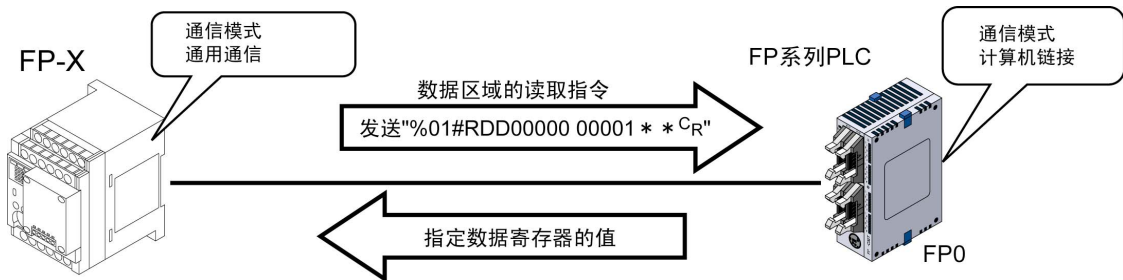 通信模式
通用通信
FP-X
数据区域的读取指令
发送"%01#RDD00000 00001＊＊CR"
指定数据寄存器的值
FP系列PLC
通信模式
计算机链接
FP0